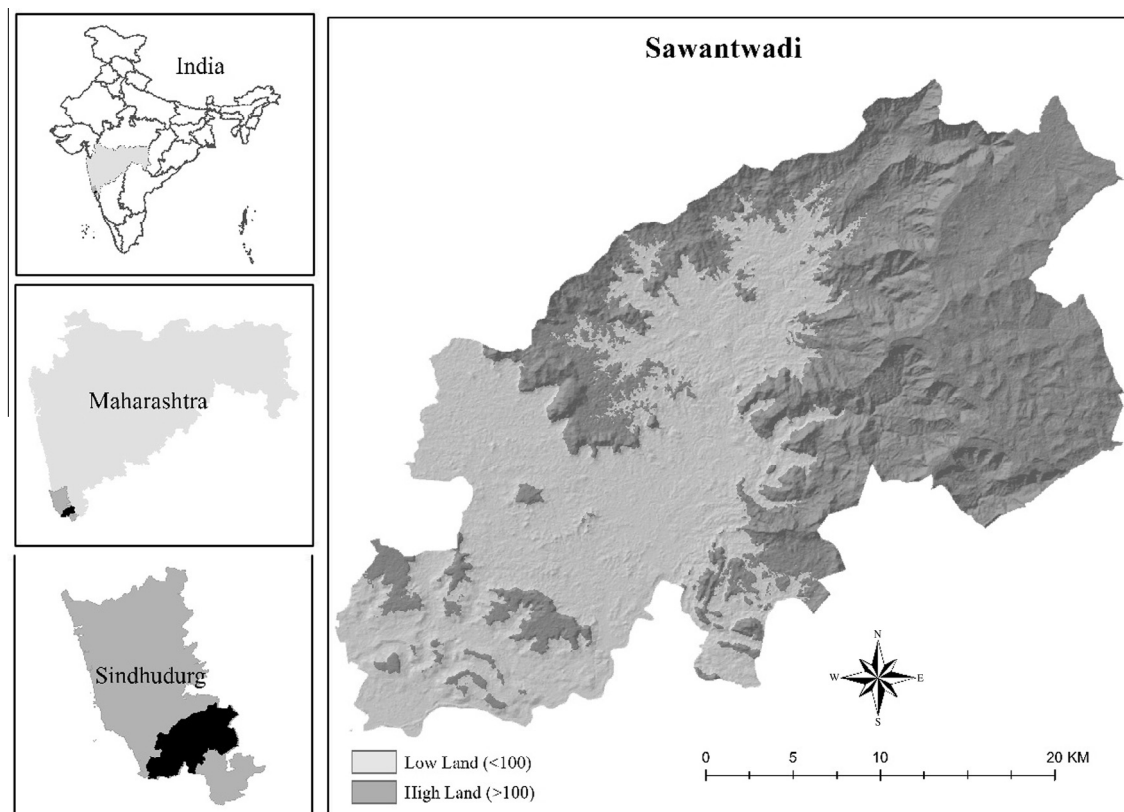 India
Maharashtra
Sindhudurg
Sawantwadi
N
W E
S
Low Land (<100)
High Land (>100)
0 5 10 20 KM